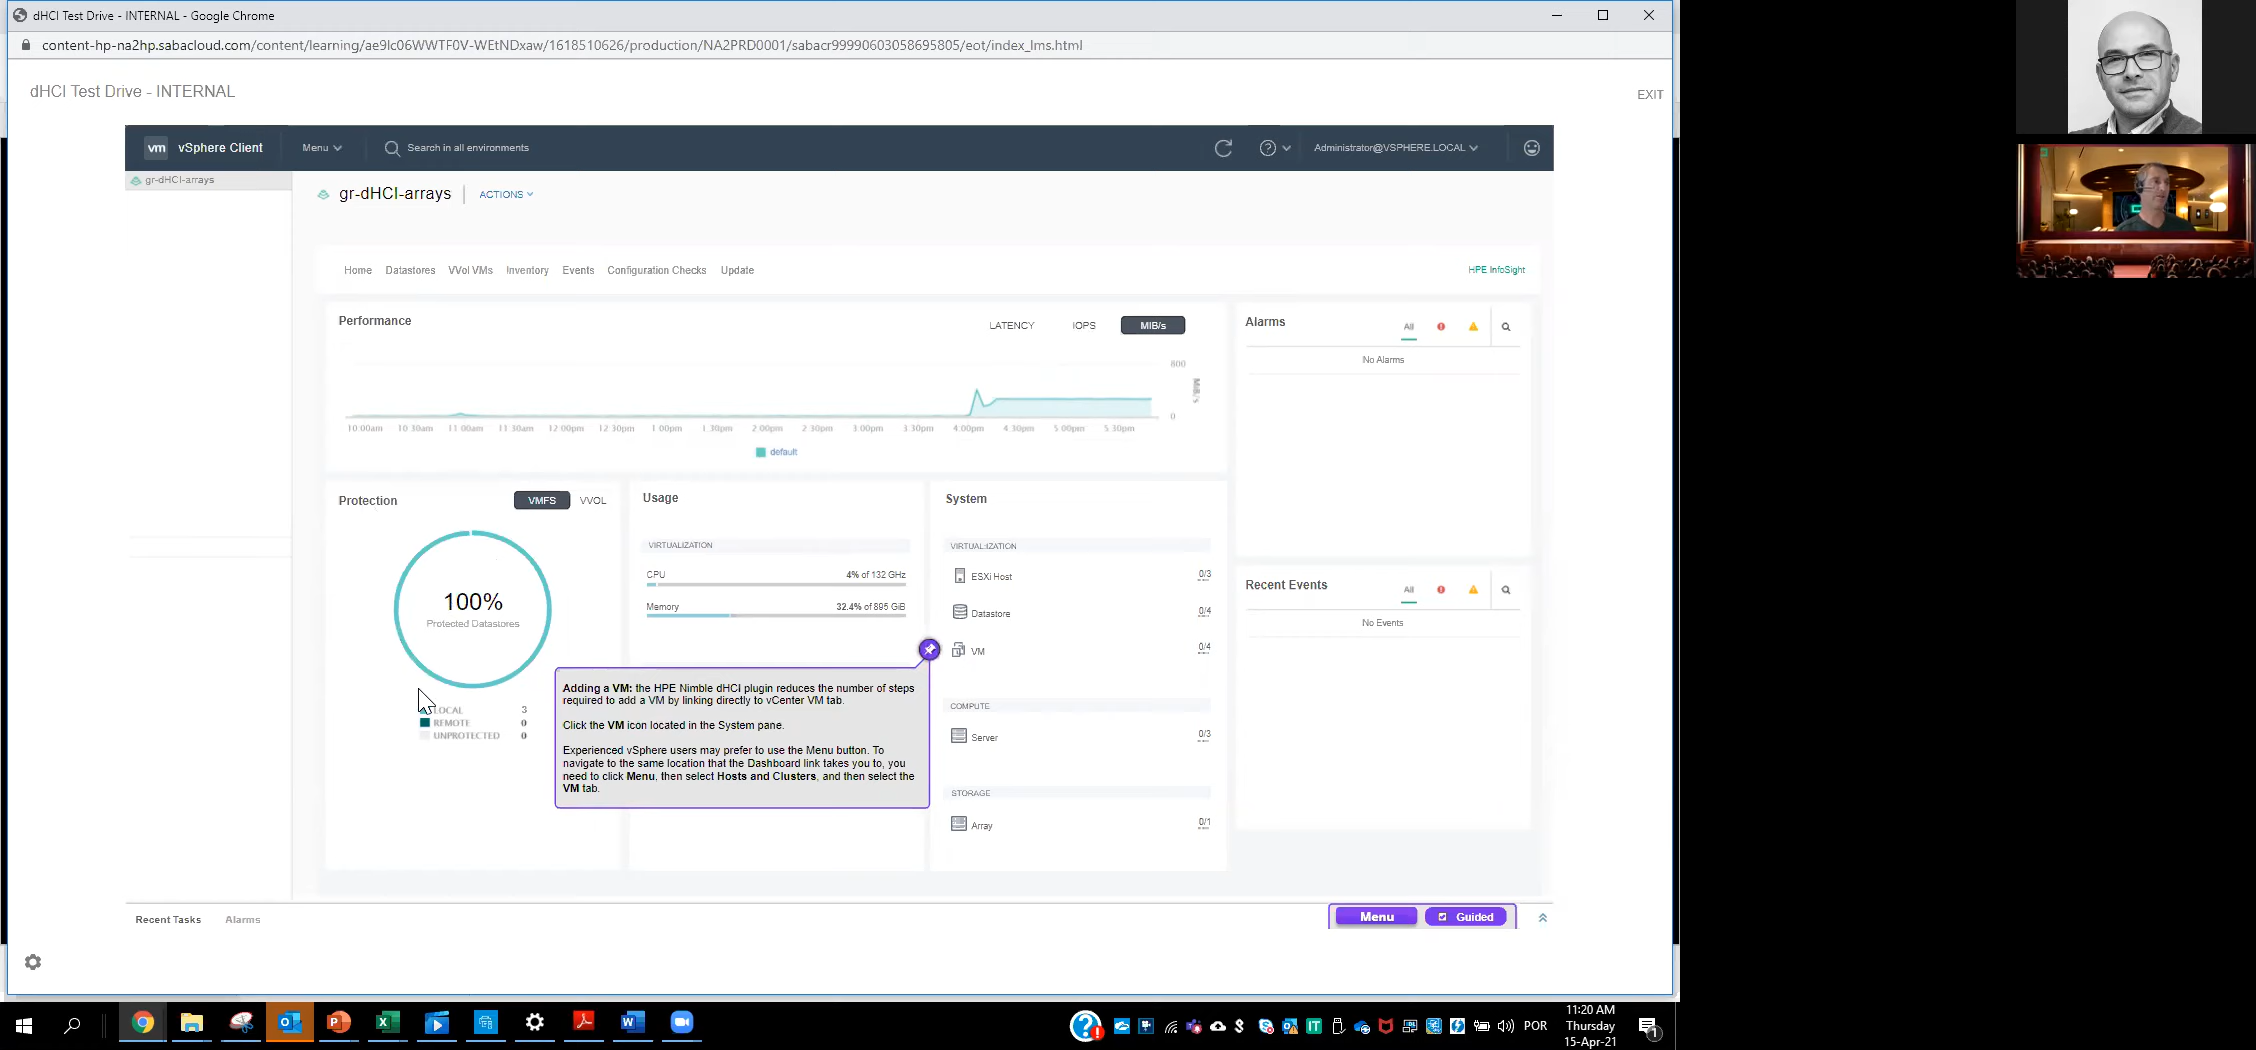 dHCI Test Drive - INTERNAL - Google Chrome
content-hp-na2hp.sabacloud.com/content/learning/ae9lc06WWTF0V-WEtNDxaw/1618510626/production/NA2PRD0001/sabacr99990603058695805/eot/index_lms.html
dHCI Test Drive - INTERNAL
EXIT
vm vSphere Client Menu Search in all environments Administrator@VSPHERE.LOCAL
gr-dHCI-arrays
gr-dHCI-arrays ACTIONS
Home Datastores VVol VMs Inventory Events Configuration Checks Update HPE InfoSight
Performance LATENCY IOPS MIB/s
800
MiB/s
0
10:00am 10:30am 11:00am 11:30am 12:00pm 12:30pm 1:00pm 1:30pm 2:00pm 2:30pm 3:00pm 3:30pm 4:00pm 4:30pm 5:00pm 5:30pm
default
Alarms All
No Alarms
Protection VMFS VVOL
100%
Protected Datastores
LOCAL 3
REMOTE 0
UNPROTECTED 0
Usage
VIRTUALIZATION
CPU 4% of 132 GHz
Memory 32.4% of 895 GiB
System
VIRTUALIZATION
ESXi Host 0/3
Datastore 0/4
VM 0/4
COMPUTE
Server 0/3
STORAGE
Array 0/1
Recent Events All
No Events
Adding a VM: the HPE Nimble dHCI plugin reduces the number of steps
required to add a VM by linking directly to vCenter VM tab.
Click the VM icon located in the System pane.
Experienced vSphere users may prefer to use the Menu button. To
navigate to the same location that the Dashboard link takes you to, you
need to click Menu, then select Hosts and Clusters, and then select the
VM tab.
Recent Tasks Alarms
Menu Guided
POR
11:20 AM
Thursday
15-Apr-21
1